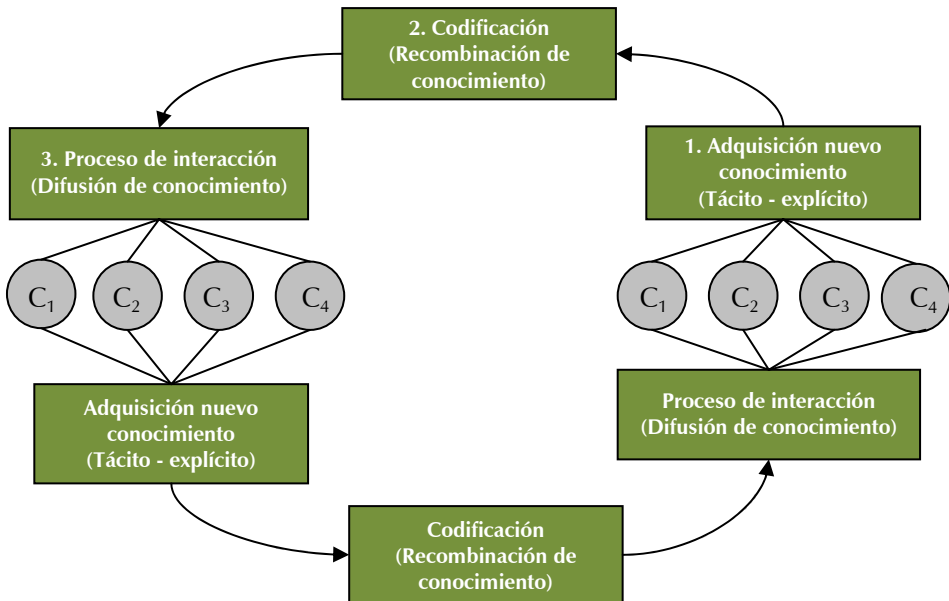 2. Codificación
(Recombinación de
conocimiento)
3. Proceso de interacción
(Difusión de conocimiento)
1. Adquisición nuevo
conocimiento
(Tácito - explícito)
C₁
C₂
C₃
C₄
C₁
C₂
C₃
C₄
Adquisición nuevo
conocimiento
(Tácito - explícito)
Proceso de interacción
(Difusión de conocimiento)
Codificación
(Recombinación de
conocimiento)